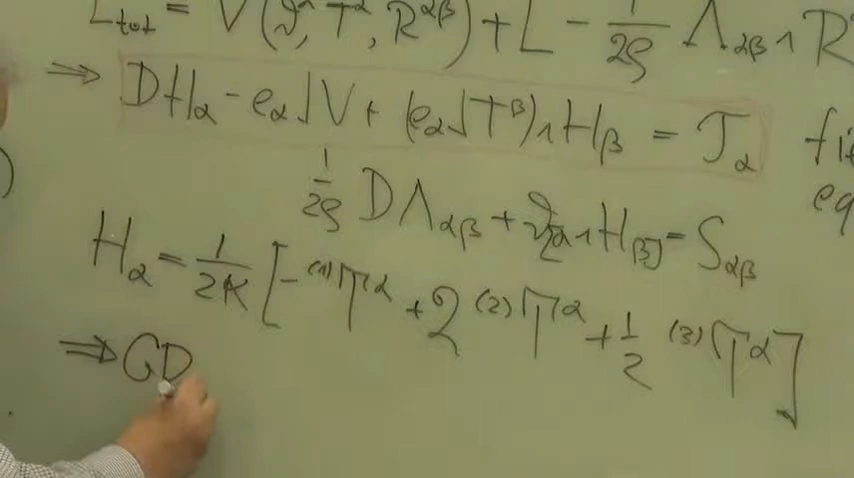 L_tot = V(ϑ^α, T^α, R^αβ) + L - 1/2ϱ Λ_αβ ∧ R
⇒ DH_α - e_α⌋V + (e_α⌋T^β)∧H_β = T_α
1/2ϱ DΛ_αβ + ϑ_[α∧H_β] = S_αβ
H_α = 1/2κ [-^(1)T^α + 2 ^(2)T^α + 1/2 ^(3)T^α]
⇒ GD